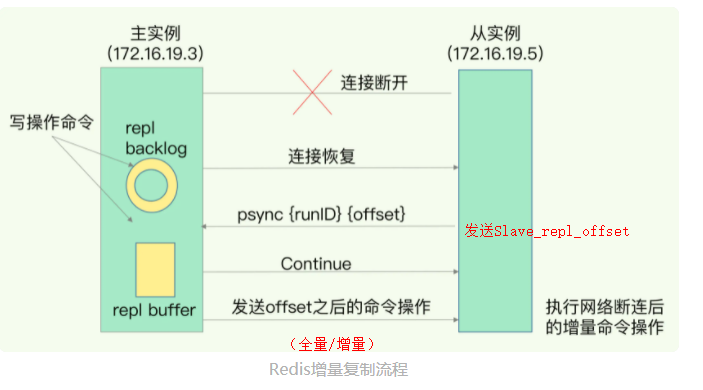 主实例
(172.16.19.3)
从实例
(172.16.19.5)
连接断开
写操作命令
repl
backlog
连接恢复
psync {runID} {offset}
发送Slave_repl_offset
Continue
repl buffer
发送offset之后的命令操作
执行网络断连后
的增量命令操作
（全量/增量）
Redis增量复制流程